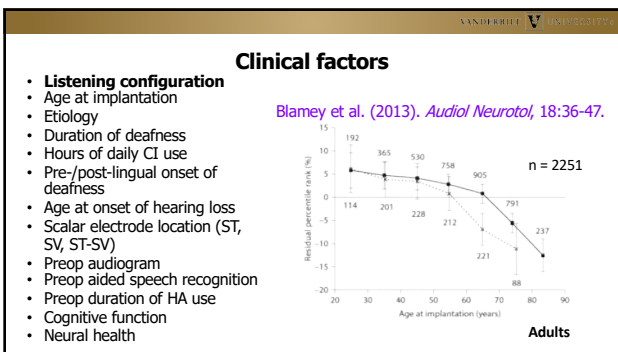 VANDERBILT V UNIVERSITY
Clinical factors
• Listening configuration
• Age at implantation
• Etiology
• Duration of deafness
• Hours of daily CI use
• Pre-/post-lingual onset of
deafness
• Age at onset of hearing loss
• Scalar electrode location (ST,
SV, ST-SV)
• Preop audiogram
• Preop aided speech recognition
• Preop duration of HA use
• Cognitive function
• Neural health
Blamey et al. (2013). Audiol Neurotol, 18:36-47.
n = 2251
Residual percentile rank (%)
15
10
5
0
−5
−10
−15
−20
192
365
530
758
905
791
237
114
201
228
212
221
88
20 30 40 50 60 70 80 90
Age at implantation (years)
Adults